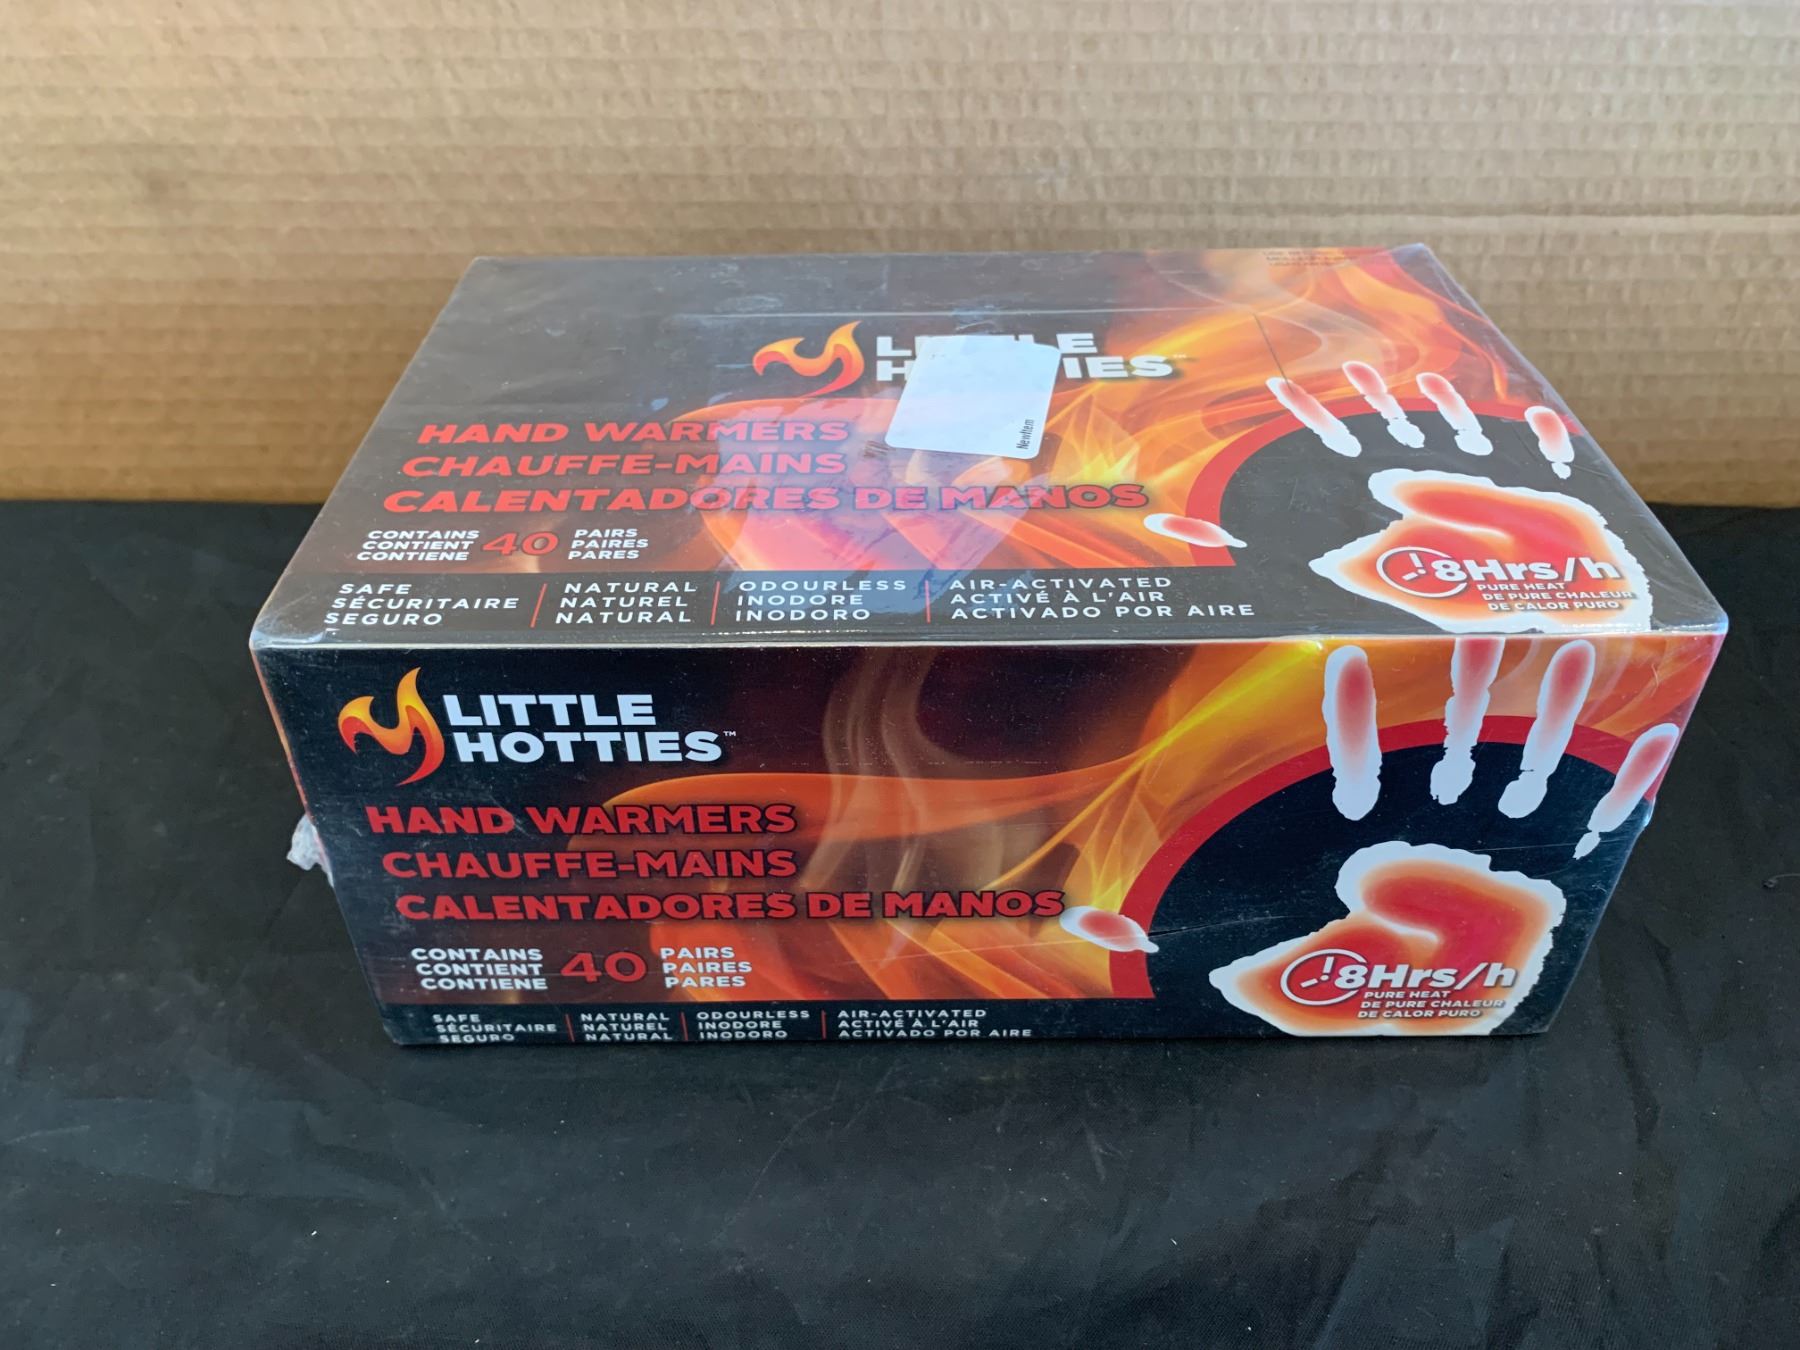 LITTLE
HOTTIES™
HAND WARMERS
CHAUFFE-MAINS
CALENTADORES DE MANOS
CONTAINS
CONTIENT
CONTIENE
40
PAIRS
PAIRES
PARES
SAFE
SÉCURITAIRE
SEGURO
NATURAL
NATUREL
NATURAL
ODOURLESS
INODORE
INODORO
AIR-ACTIVATED
ACTIVÉ À L'AIR
ACTIVADO POR AIRE
8Hrs/h
PURE HEAT
DE PURE CHALEUR
DE CALOR PURO
NewItem
LITTLE
HOTTIES™
HAND WARMERS
CHAUFFE-MAINS
CALENTADORES DE MANOS
CONTAINS
CONTIENT
CONTIENE
40
PAIRS
PAIRES
PARES
SAFE
SÉCURITAIRE
SEGURO
NATURAL
NATUREL
NATURAL
ODOURLESS
INODORE
INODORO
AIR-ACTIVATED
ACTIVÉ À L'AIR
ACTIVADO POR AIRE
8Hrs/h
PURE HEAT
DE PURE CHALEUR
DE CALOR PURO